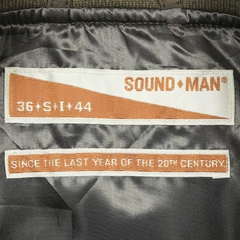 SOUND♦MAN®
36♦S♦I♦44
SINCE THE LAST YEAR OF THE 20TH CENTURY.